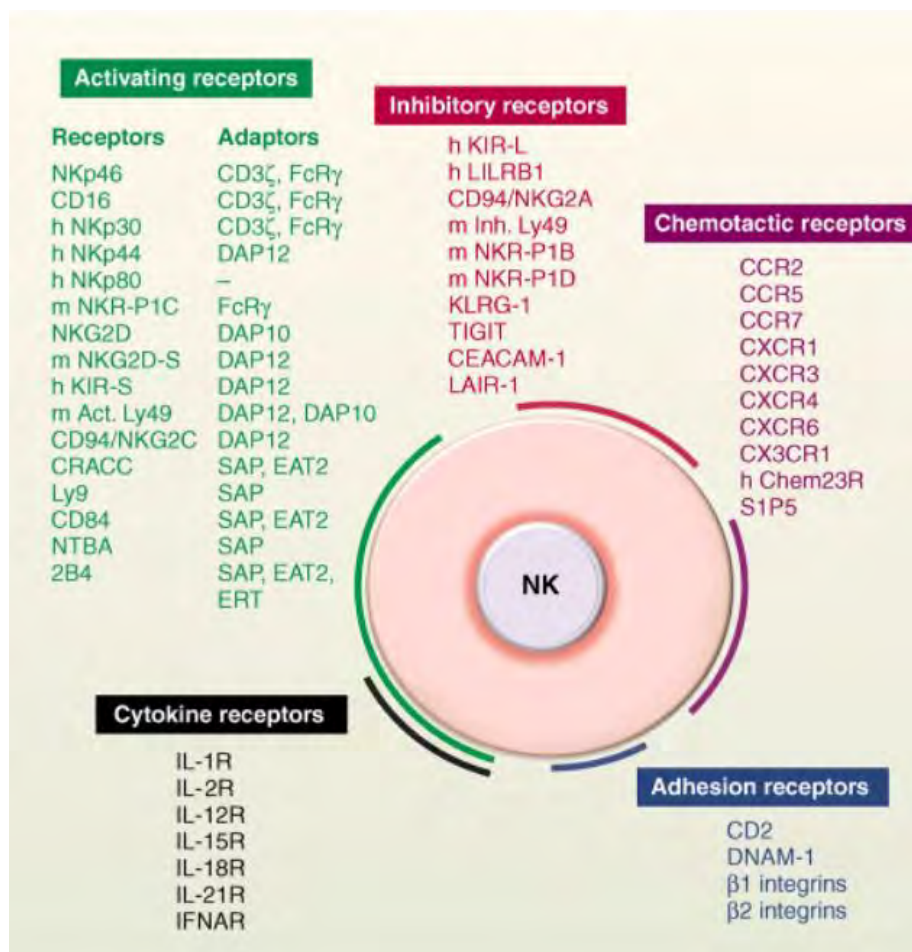 Activating receptors
Receptors Adaptors
NKp46 CD3ζ, FcRγ
CD16 CD3ζ, FcRγ
h NKp30 CD3ζ, FcRγ
h NKp44 DAP12
h NKp80 –
m NKR-P1C FcRγ
NKG2D DAP10
m NKG2D-S DAP12
h KIR-S DAP12
m Act. Ly49 DAP12, DAP10
CD94/NKG2C DAP12
CRACC SAP, EAT2
Ly9 SAP
CD84 SAP, EAT2
NTBA SAP
2B4 SAP, EAT2,
ERT
Inhibitory receptors
h KIR-L
h LILRB1
CD94/NKG2A
m Inh. Ly49
m NKR-P1B
m NKR-P1D
KLRG-1
TIGIT
CEACAM-1
LAIR-1
Chemotactic receptors
CCR2
CCR5
CCR7
CXCR1
CXCR3
CXCR4
CXCR6
CX3CR1
h Chem23R
S1P5
NK
Cytokine receptors
IL-1R
IL-2R
IL-12R
IL-15R
IL-18R
IL-21R
IFNAR
Adhesion receptors
CD2
DNAM-1
β1 integrins
β2 integrins